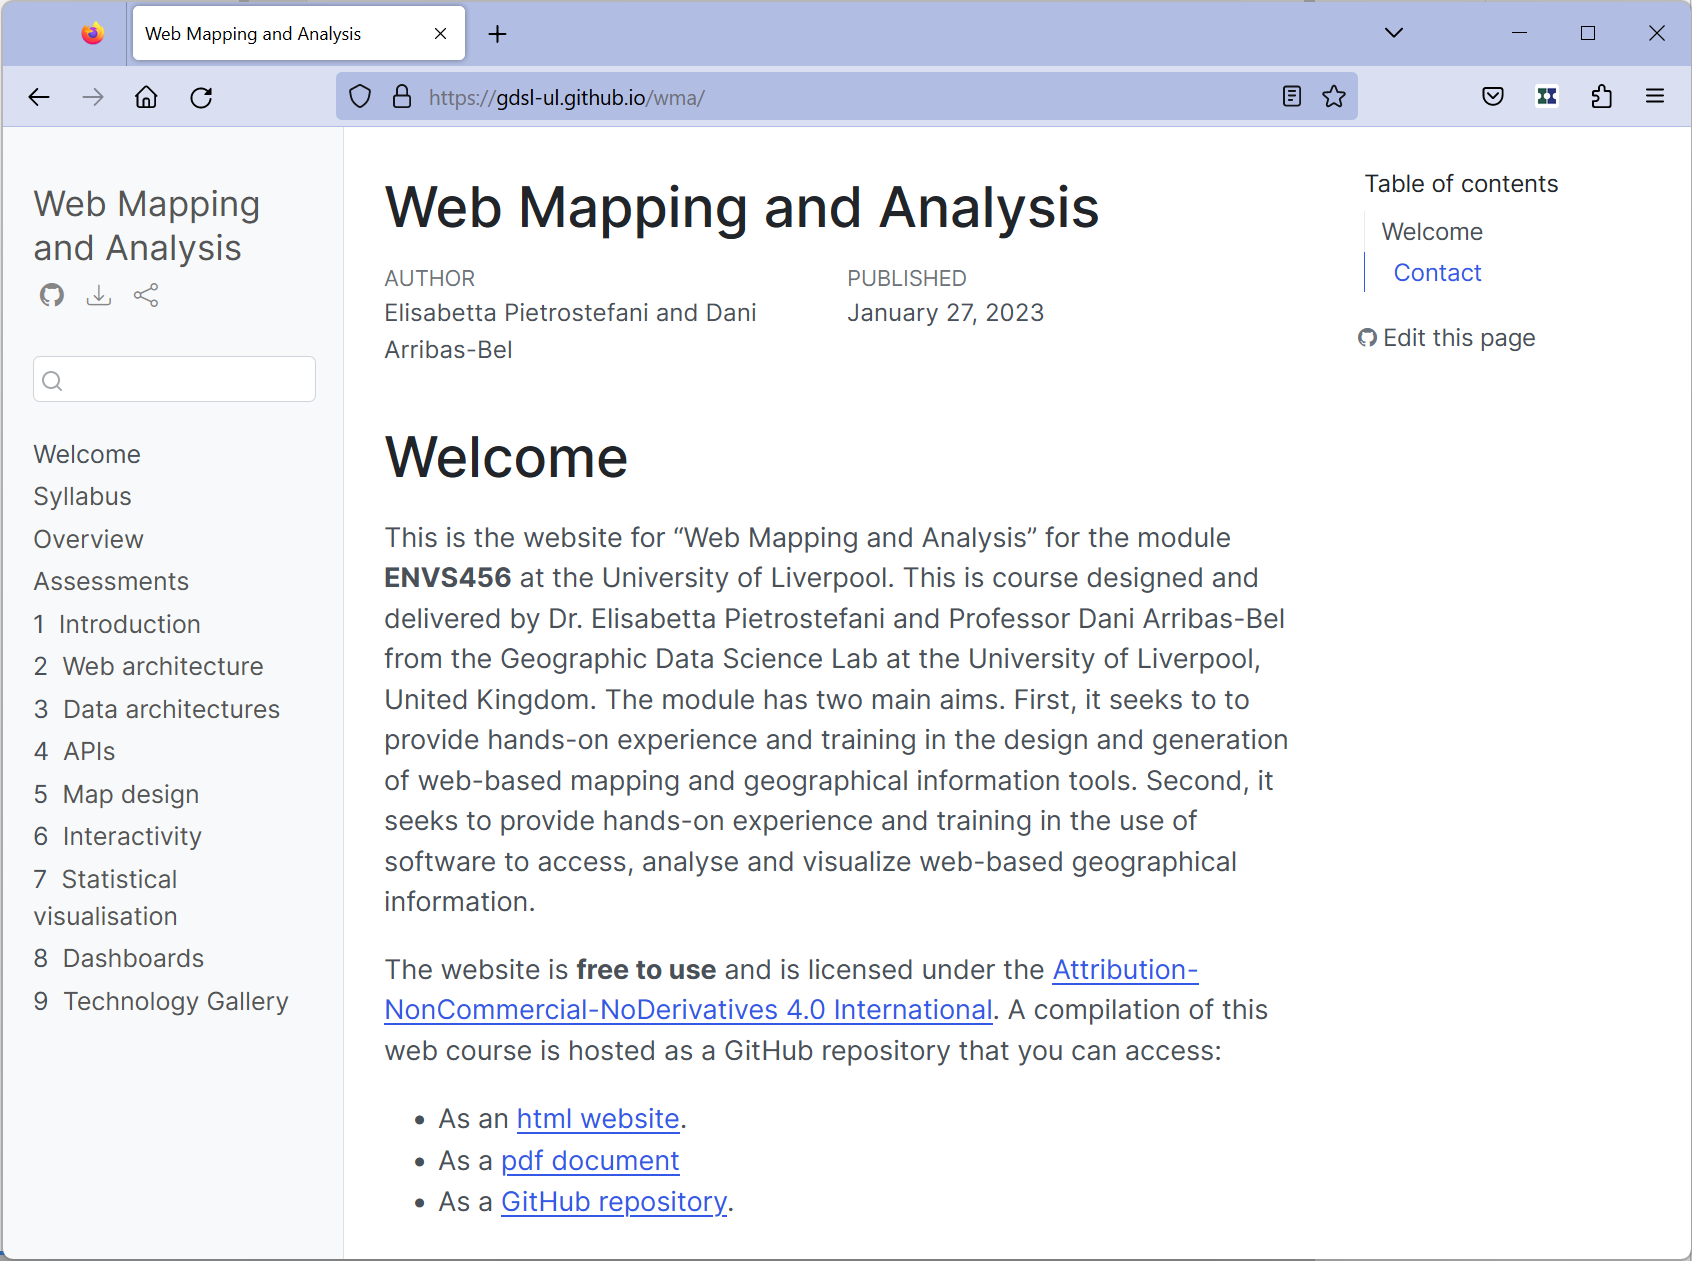 Web Mapping and Analysis
https://gdsl-ul.github.io/wma/
Web Mapping
and Analysis
Welcome
Syllabus
Overview
Assessments
1 Introduction
2 Web architecture
3 Data architectures
4 APIs
5 Map design
6 Interactivity
7 Statistical
visualisation
8 Dashboards
9 Technology Gallery
Web Mapping and Analysis
AUTHOR
Elisabetta Pietrostefani and Dani
Arribas-Bel
PUBLISHED
January 27, 2023
Welcome
This is the website for “Web Mapping and Analysis” for the module
ENVS456 at the University of Liverpool. This is course designed and
delivered by Dr. Elisabetta Pietrostefani and Professor Dani Arribas-Bel
from the Geographic Data Science Lab at the University of Liverpool,
United Kingdom. The module has two main aims. First, it seeks to to
provide hands-on experience and training in the design and generation
of web-based mapping and geographical information tools. Second, it
seeks to provide hands-on experience and training in the use of
software to access, analyse and visualize web-based geographical
information.
The website is free to use and is licensed under the Attribution-
NonCommercial-NoDerivatives 4.0 International. A compilation of this
web course is hosted as a GitHub repository that you can access:
• As an html website.
• As a pdf document
• As a GitHub repository.
Table of contents
Welcome
Contact
Edit this page